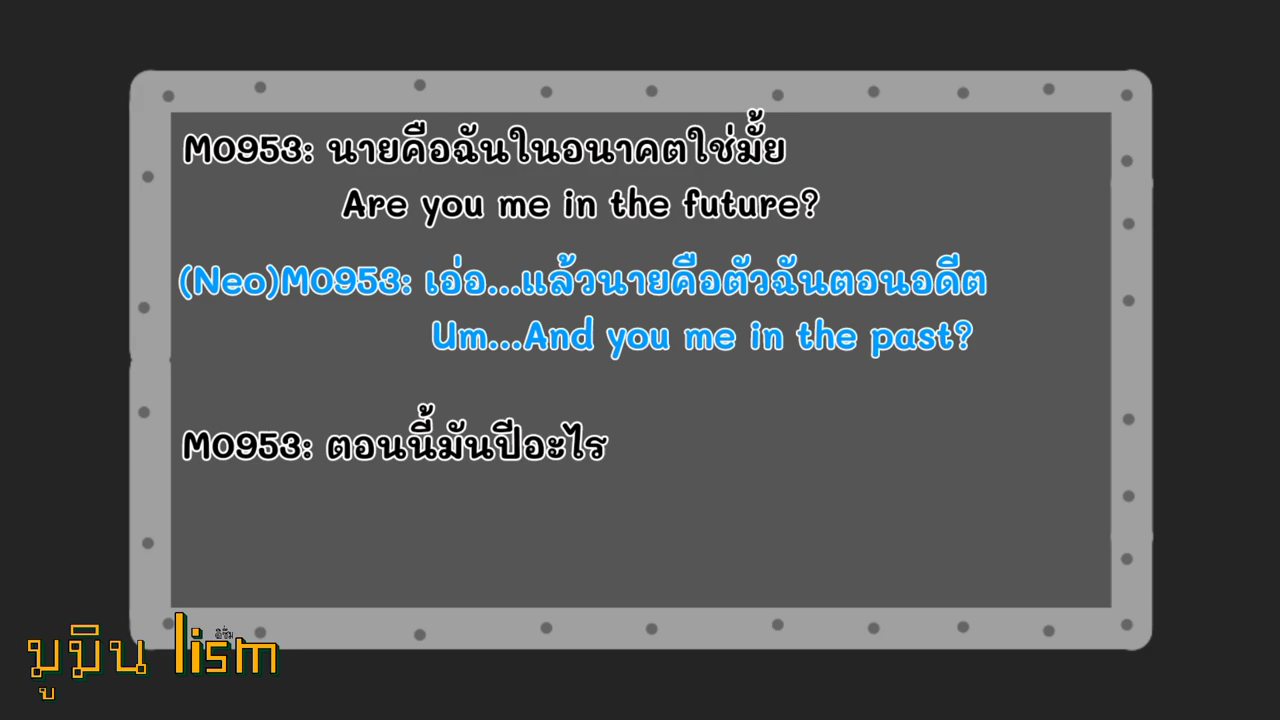 M0953: นายคือฉันในอนาคตใช่มั้ย
Are you me in the future?
(Neo)M0953: เอ่อ...แล้วนายคือตัวฉันตอนอดีต
Um...And you me in the past?
M0953: ตอนนี้มันปีอะไร
lism